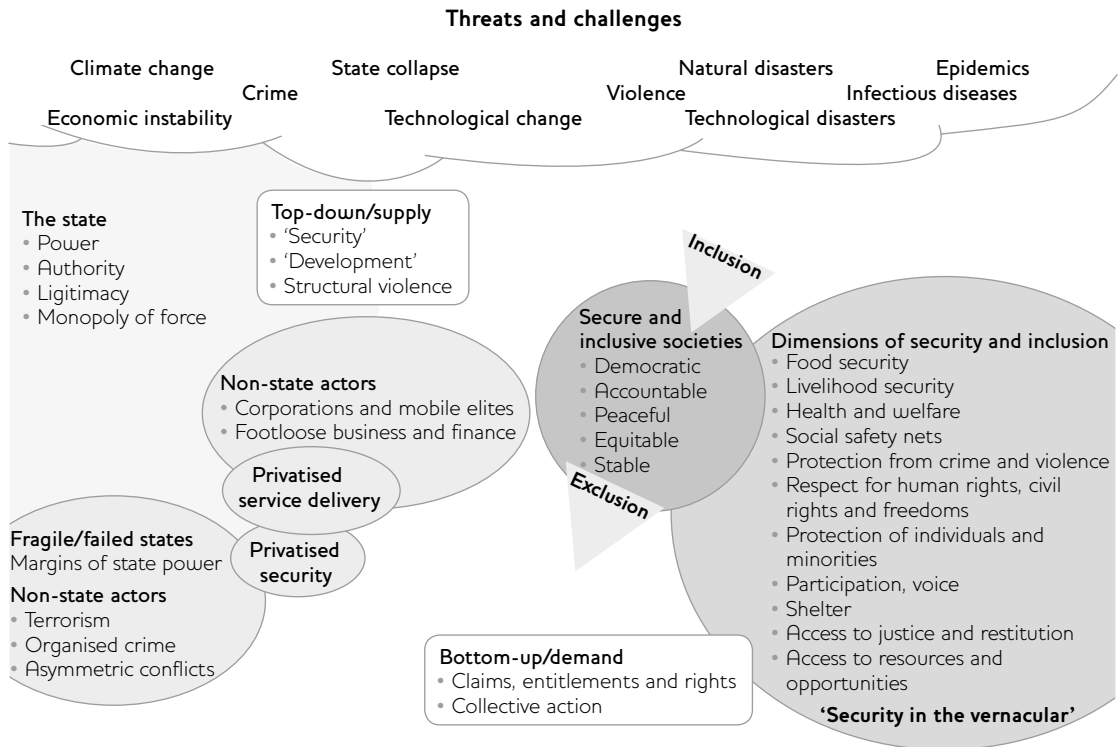 Threats and challenges
Climate change
State collapse
Natural disasters
Epidemics
Crime
Violence
Infectious diseases
Economic instability
Technological change
Technological disasters
The state
• Power
• Authority
• Ligitimacy
• Monopoly of force
Top-down/supply
• ‘Security’
• ‘Development’
• Structural violence
Inclusion
Secure and
inclusive societies
• Democratic
• Accountable
• Peaceful
• Equitable
• Stable
Exclusion
Dimensions of security and inclusion
• Food security
• Livelihood security
• Health and welfare
• Social safety nets
• Protection from crime and violence
• Respect for human rights, civil
rights and freedoms
• Protection of individuals and
minorities
• Participation, voice
• Shelter
• Access to justice and restitution
• Access to resources and
opportunities
‘Security in the vernacular’
Non-state actors
• Corporations and mobile elites
• Footloose business and finance
Privatised
service delivery
Privatised
security
Fragile/failed states
Margins of state power
Non-state actors
• Terrorism
• Organised crime
• Asymmetric conflicts
Bottom-up/demand
• Claims, entitlements and rights
• Collective action